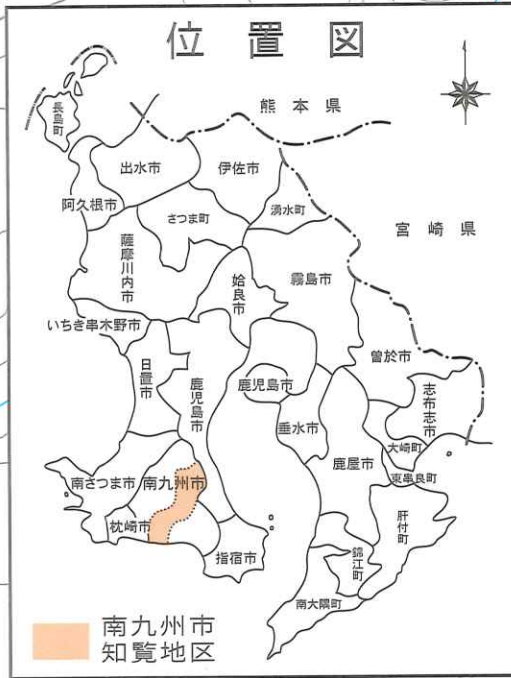 位置図
熊本県
長島町
出水市
伊佐市
阿久根市
さつま町
湧水町
宮崎県
薩摩川内市
姶良市
霧島市
いちき串木野市
曽於市
日置市
鹿児島市
鹿児島市
志布志市
垂水市
大崎町
鹿屋市
東串良町
南さつま市
南九州市
肝付町
枕崎市
指宿市
錦江町
南大隅町
南九州市
知覧地区